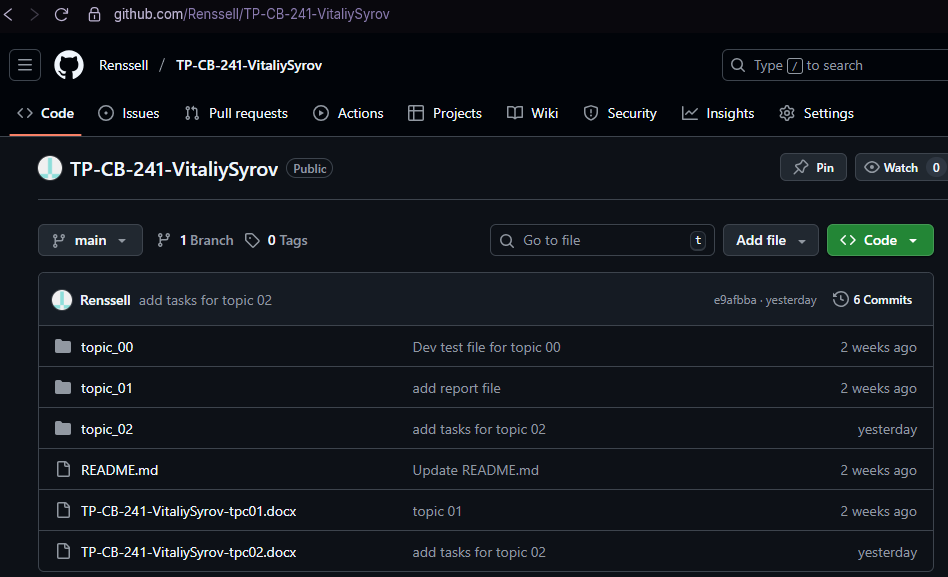 github.com/Renssell/TP-CB-241-VitaliySyrov
Renssell / TP-CB-241-VitaliySyrov
Type / to search
Code Issues Pull requests Actions Projects Wiki Security Insights Settings
TP-CB-241-VitaliySyrov Public
Pin Watch 0
main 1 Branch 0 Tags
Go to file t Add file Code
Renssell add tasks for topic 02 e9afbba · yesterday 6 Commits
topic_00 Dev test file for topic 00 2 weeks ago
topic_01 add report file 2 weeks ago
topic_02 add tasks for topic 02 yesterday
README.md Update README.md 2 weeks ago
TP-CB-241-VitaliySyrov-tpc01.docx topic 01 2 weeks ago
TP-CB-241-VitaliySyrov-tpc02.docx add tasks for topic 02 yesterday